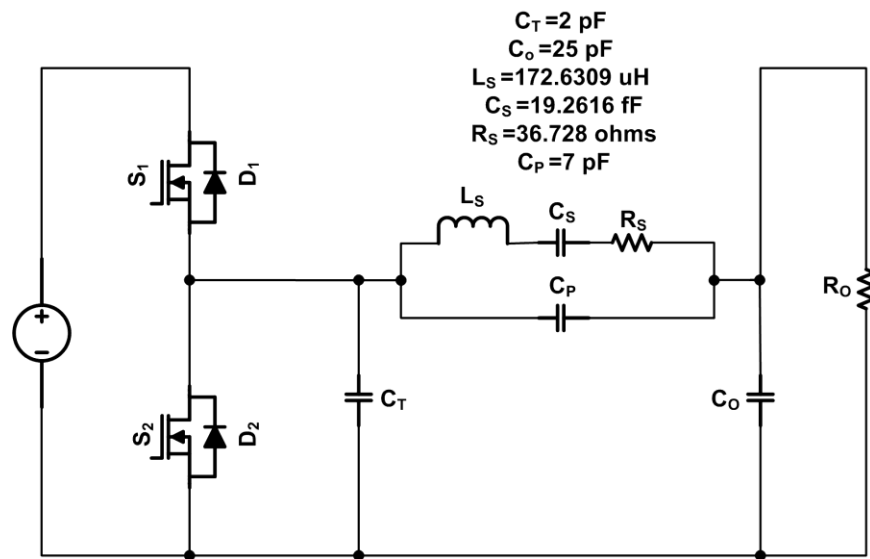 C_T =2 pF
C_o =25 pF
L_S =172.6309 uH
C_S =19.2616 fF
R_S =36.728 ohms
C_P =7 pF
S_1
D_1
L_S
C_S
R_S
C_P
R_O
S_2
D_2
C_T
C_O